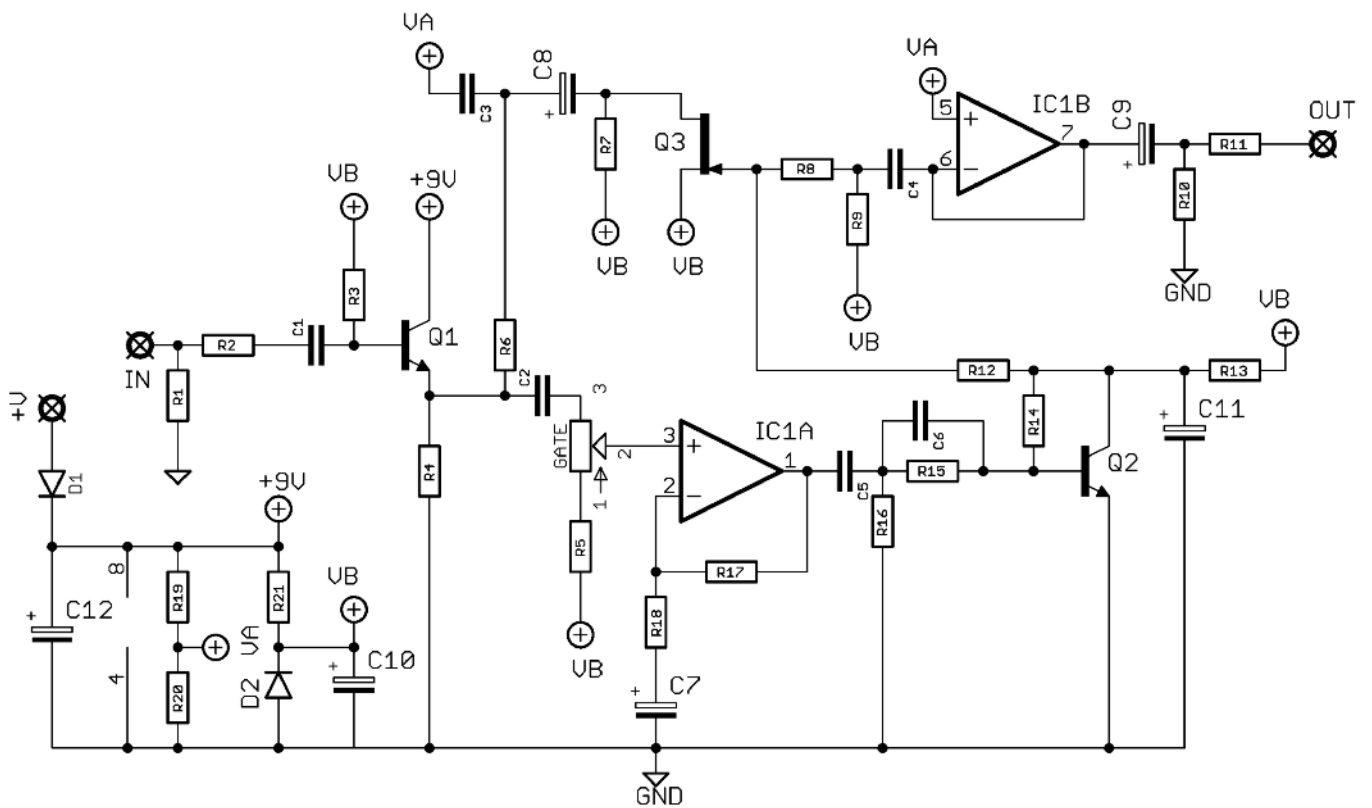 VA
C3
C8
+
R7
VB
Q3
VB
R8
R9
VB
C4
VA
5
+
6
-
7
IC1B
C9
+
R10
GND
R11
OUT
VB
R3
+9V
IN
R1
R2
C1
Q1
R6
C2
R4
3
GATE
2
1
R5
VB
3
+
2
-
1
IC1A
R17
R18
C7
+
C5
C6
R15
R16
R14
R12
Q2
R13
VB
C11
+
+V
D1
+9V
C12
+
8
4
R19
R20
VA
R21
VB
D2
C10
+
GND